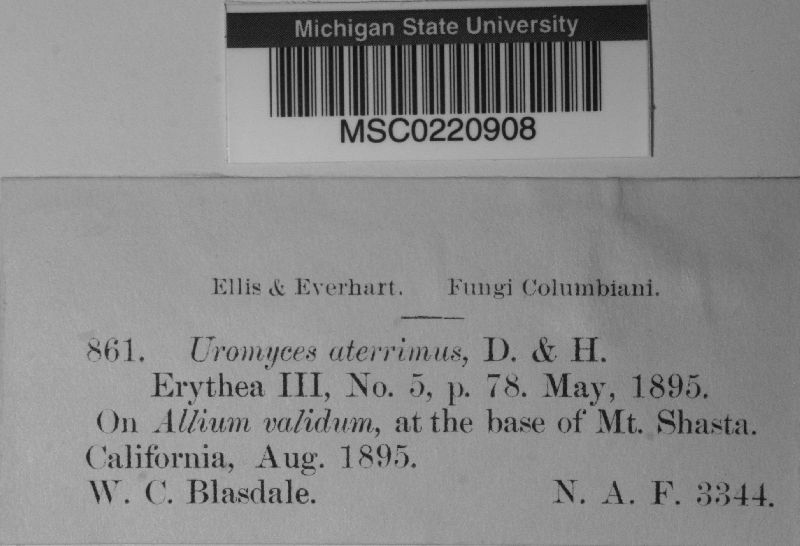 Michigan State University
MSC0220908
Ellis & Everhart. Fungi Columbiani.
861. Uromyces aterrimus, D. & H.
Erythea III, No. 5, p. 78. May, 1895.
On Allium validum, at the base of Mt. Shasta.
California, Aug. 1895.
W. C. Blasdale. N. A. F. 3344.